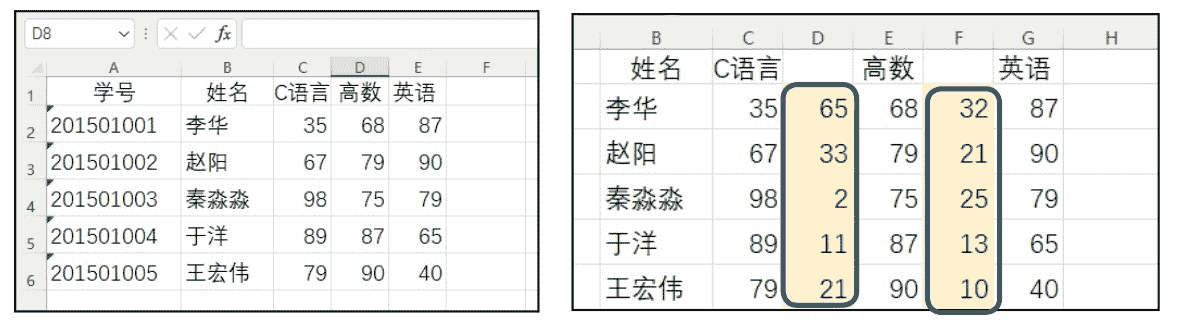 D8 fx
A B C D E F
1 学号 姓名 C语言 高数 英语
2 201501001 李华 35 68 87
3 201501002 赵阳 67 79 90
4 201501003 秦淼淼 98 75 79
5 201501004 于洋 89 87 65
6 201501005 王宏伟 79 90 40
B C D E F G H
姓名 C语言 高数 英语
李华 35 65 68 32 87
赵阳 67 33 79 21 90
秦淼淼 98 2 75 25 79
于洋 89 11 87 13 65
王宏伟 79 21 90 10 40